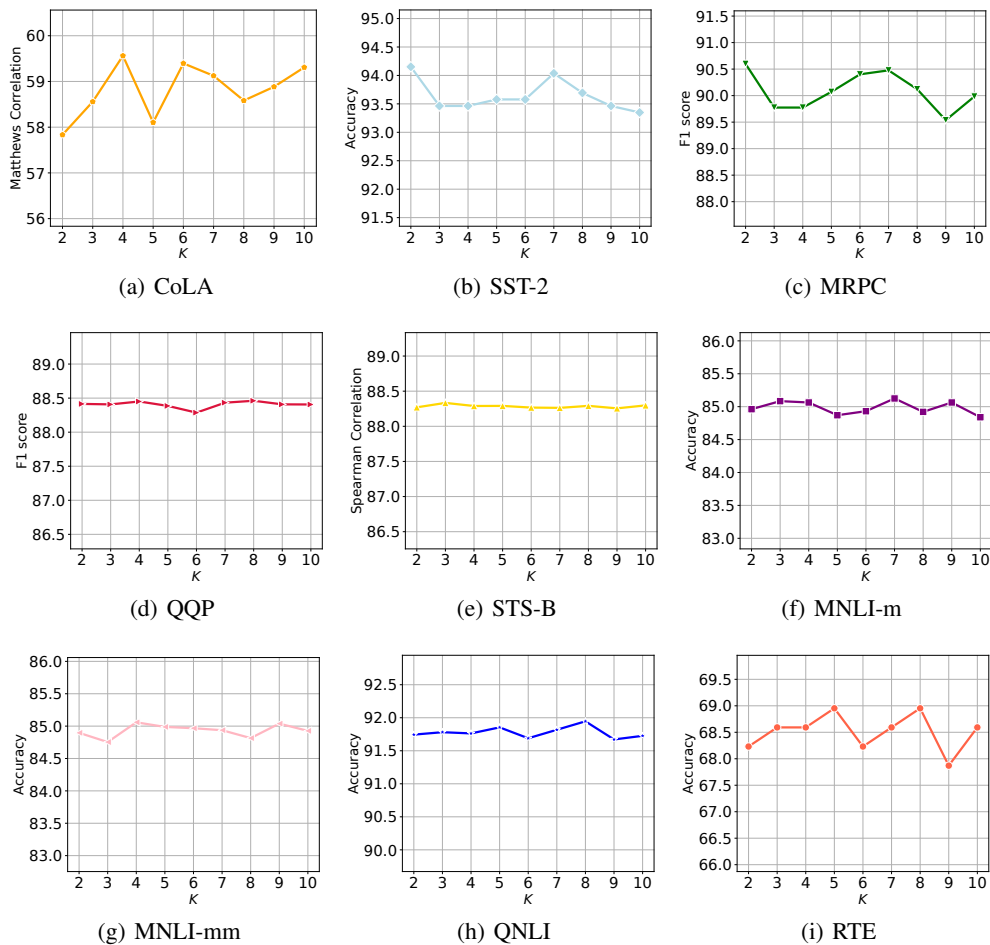 60
59
58
57
56
Matthews Correlation
2 3 4 5 6 7 8 9 10
K
(a) CoLA
95.0
94.5
94.0
93.5
93.0
92.5
92.0
91.5
Accuracy
2 3 4 5 6 7 8 9 10
K
(b) SST-2
91.5
91.0
90.5
90.0
89.5
89.0
88.5
88.0
F1 score
2 3 4 5 6 7 8 9 10
K
(c) MRPC
89.0
88.5
88.0
87.5
87.0
86.5
F1 score
2 3 4 5 6 7 8 9 10
K
(d) QQP
89.0
88.5
88.0
87.5
87.0
86.5
Spearman Correlation
2 3 4 5 6 7 8 9 10
K
(e) STS-B
86.0
85.5
85.0
84.5
84.0
83.5
83.0
Accuracy
2 3 4 5 6 7 8 9 10
K
(f) MNLI-m
86.0
85.5
85.0
84.5
84.0
83.5
83.0
Accuracy
2 3 4 5 6 7 8 9 10
K
(g) MNLI-mm
92.5
92.0
91.5
91.0
90.5
90.0
Accuracy
2 3 4 5 6 7 8 9 10
K
(h) QNLI
69.5
69.0
68.5
68.0
67.5
67.0
66.5
66.0
Accuracy
2 3 4 5 6 7 8 9 10
K
(i) RTE